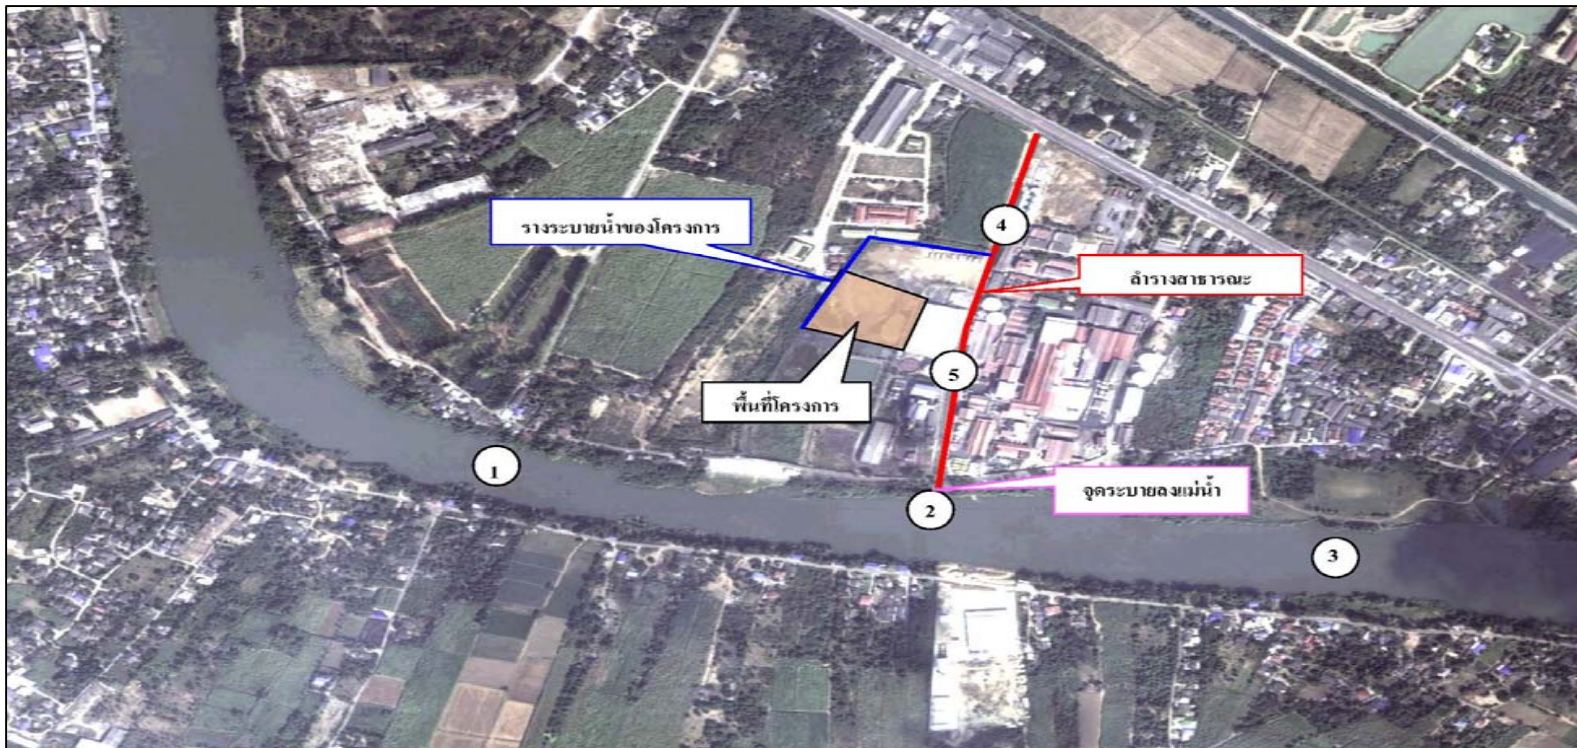 4
รางระบายน้ำของโครงการ
ลำรางสาธารณะ
5
พื้นที่โครงการ
1
จุดระบายลงแม่น้ำ
2
3